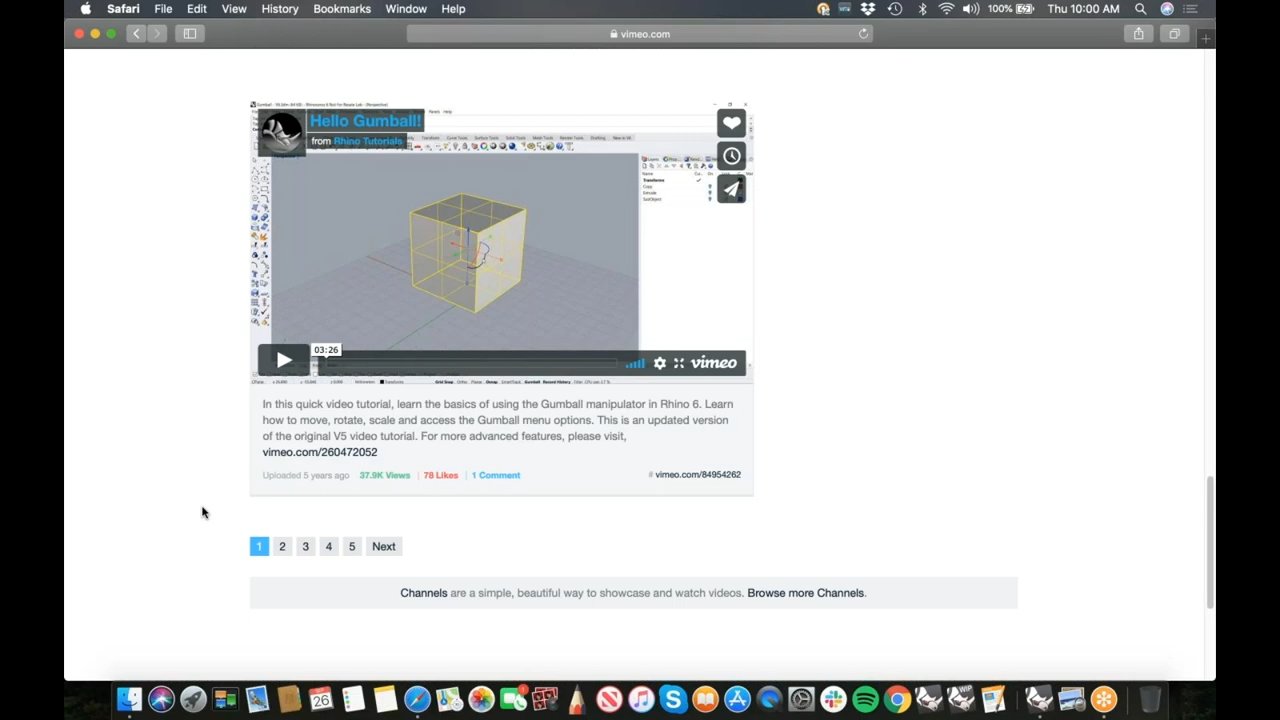 Safari File Edit View History Bookmarks Window Help 100% Thu 10:00 AM
vimeo.com
Hello Gumball!
from Rhino Tutorials
03:26
vimeo
In this quick video tutorial, learn the basics of using the Gumball manipulator in Rhino 6. Learn
how to move, rotate, scale and access the Gumball menu options. This is an updated version
of the original V5 video tutorial. For more advanced features, please visit,
vimeo.com/260472052
Uploaded 5 years ago 37.9K Views 78 Likes 1 Comment vimeo.com/84954262
1 2 3 4 5 Next
Channels are a simple, beautiful way to showcase and watch videos. Browse more Channels.
26